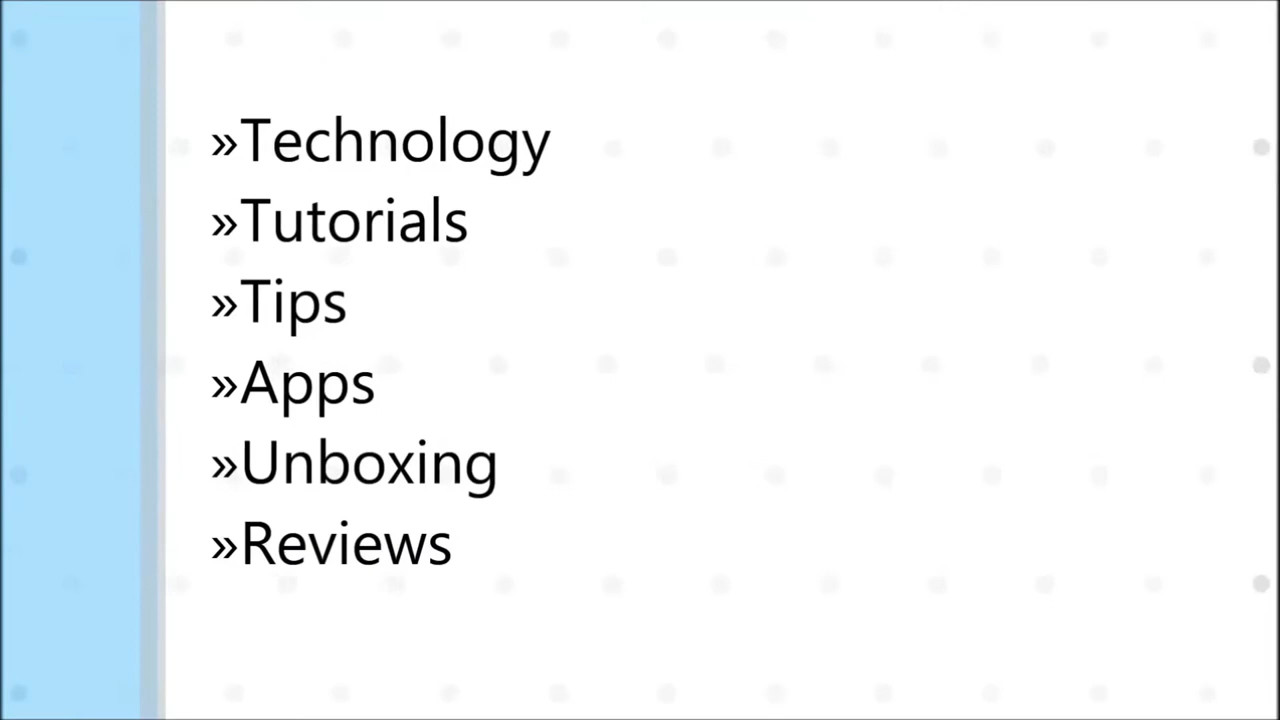 »Technology
»Tutorials
»Tips
»Apps
»Unboxing
»Reviews